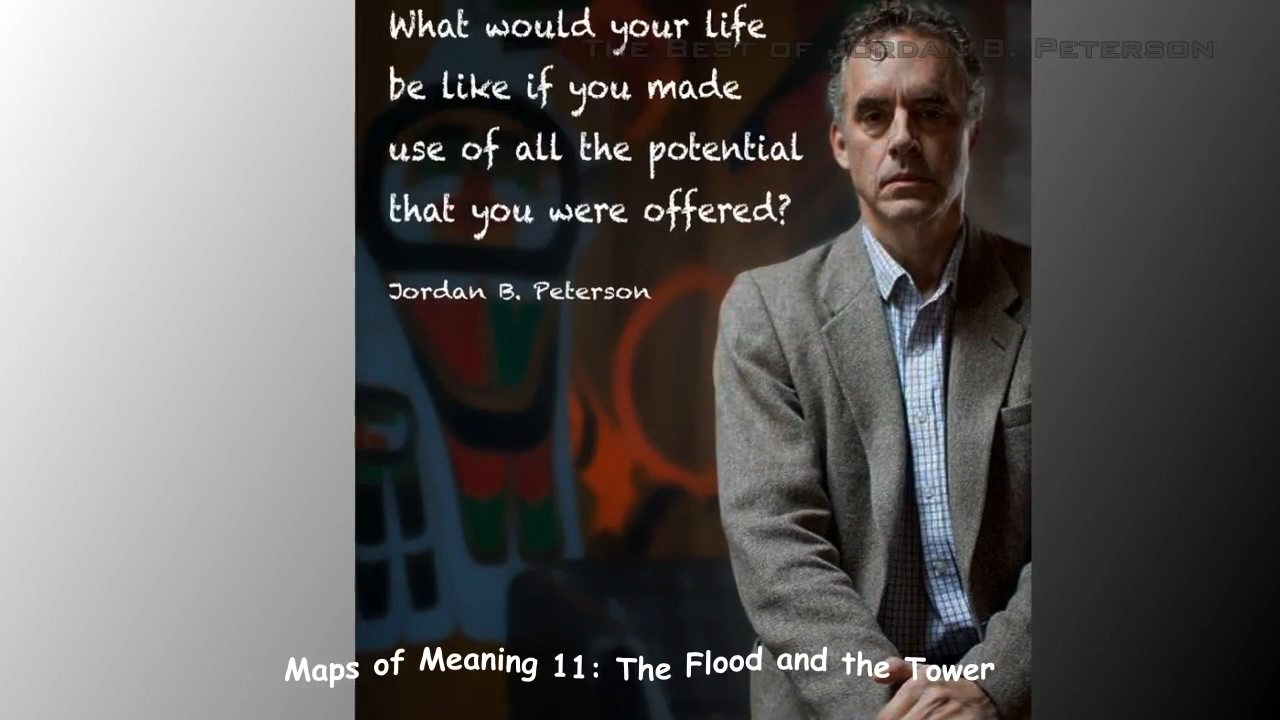 What would your life
The Best of Jordan B. Peterson
be like if you made
use of all the potential
that you were offered?
Jordan B. Peterson
Maps of Meaning 11: The Flood and the Tower